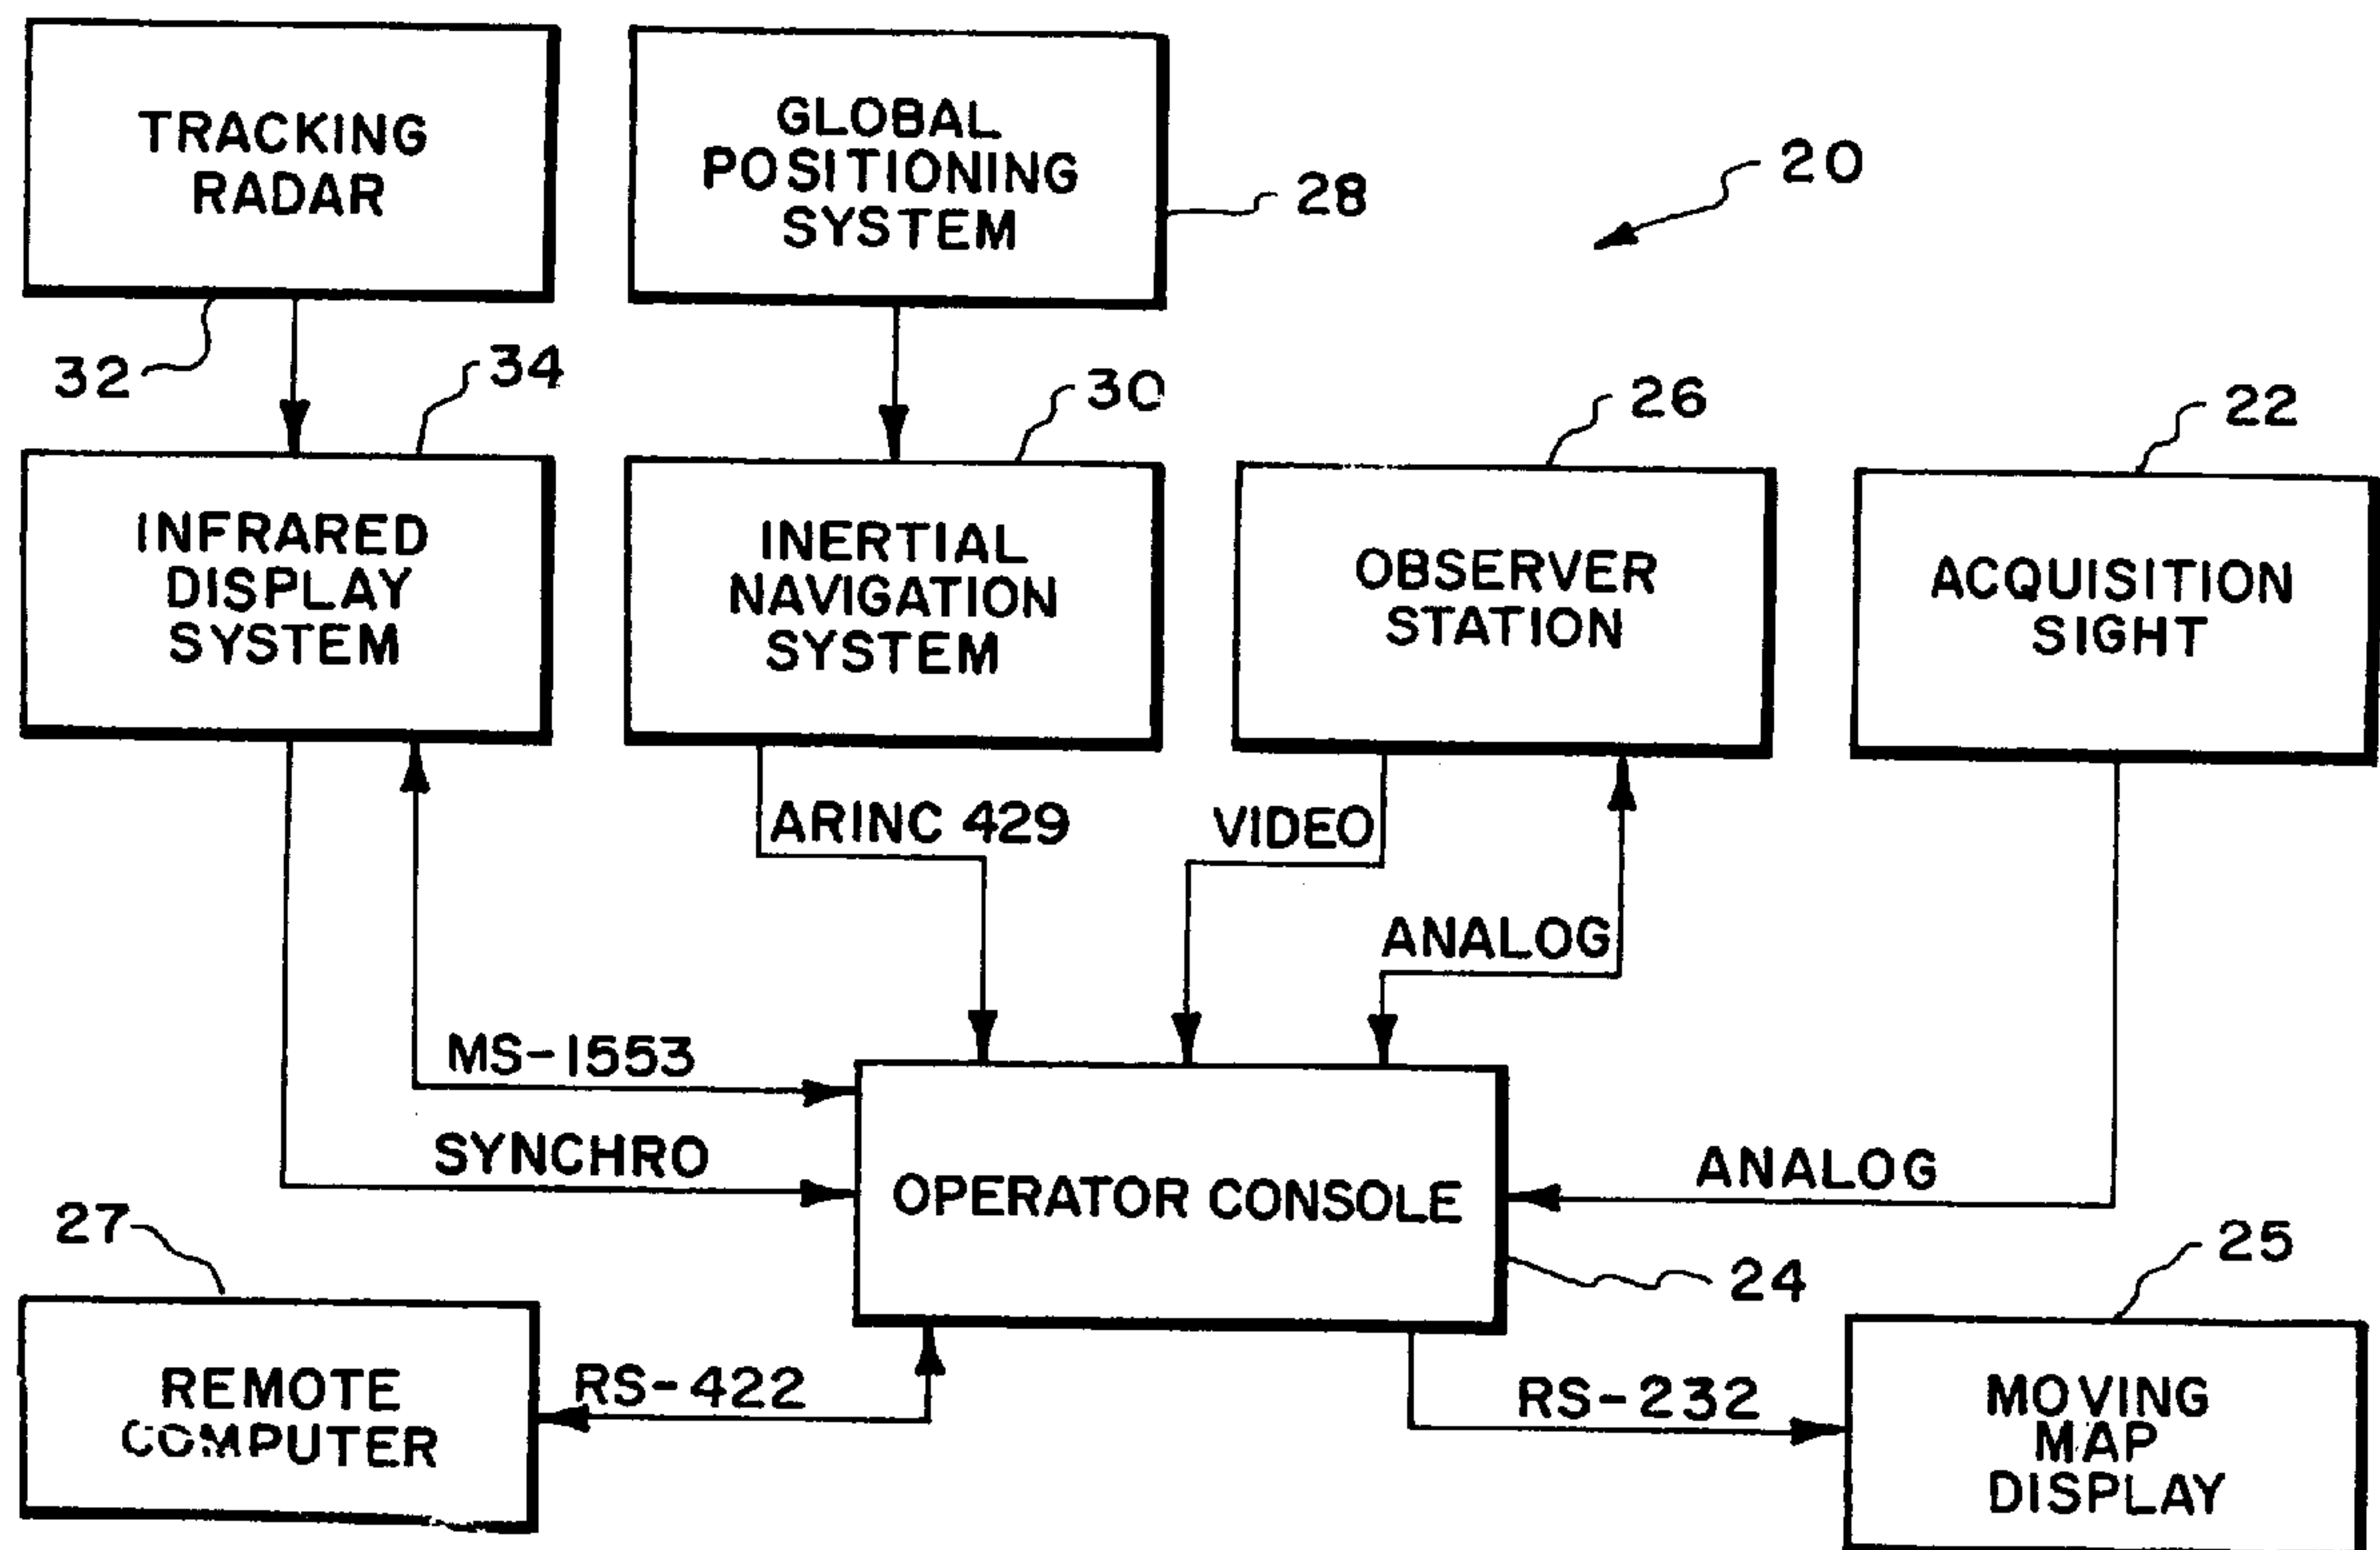 TRACKING
RADAR
GLOBAL
POSITIONING
SYSTEM
28
20
32
34
30
26
22
INFRARED
DISPLAY
SYSTEM
INERTIAL
NAVIGATION
SYSTEM
OBSERVER
STATION
ACQUISITION
SIGHT
ARINC 429
VIDEO
ANALOG
MS-1553
SYNCHRO
OPERATOR CONSOLE
ANALOG
27
24
25
REMOTE
COMPUTER
RS-422
RS-232
MOVING
MAP
DISPLAY